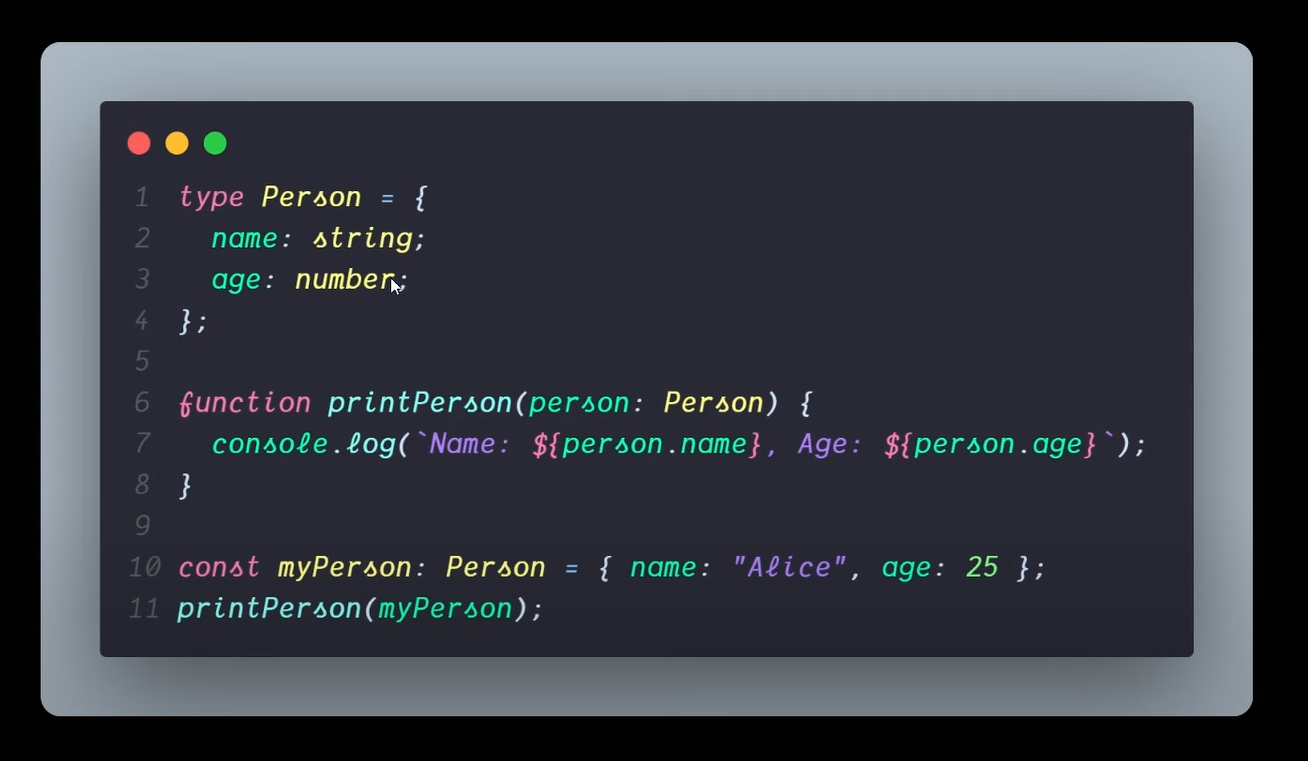 1 type Person = {
2   name: string;
3   age: number;
4 };
5
6 function printPerson(person: Person) {
7   console.log(`Name: ${person.name}, Age: ${person.age}`);
8 }
9
10 const myPerson: Person = { name: "Alice", age: 25 };
11 printPerson(myPerson);